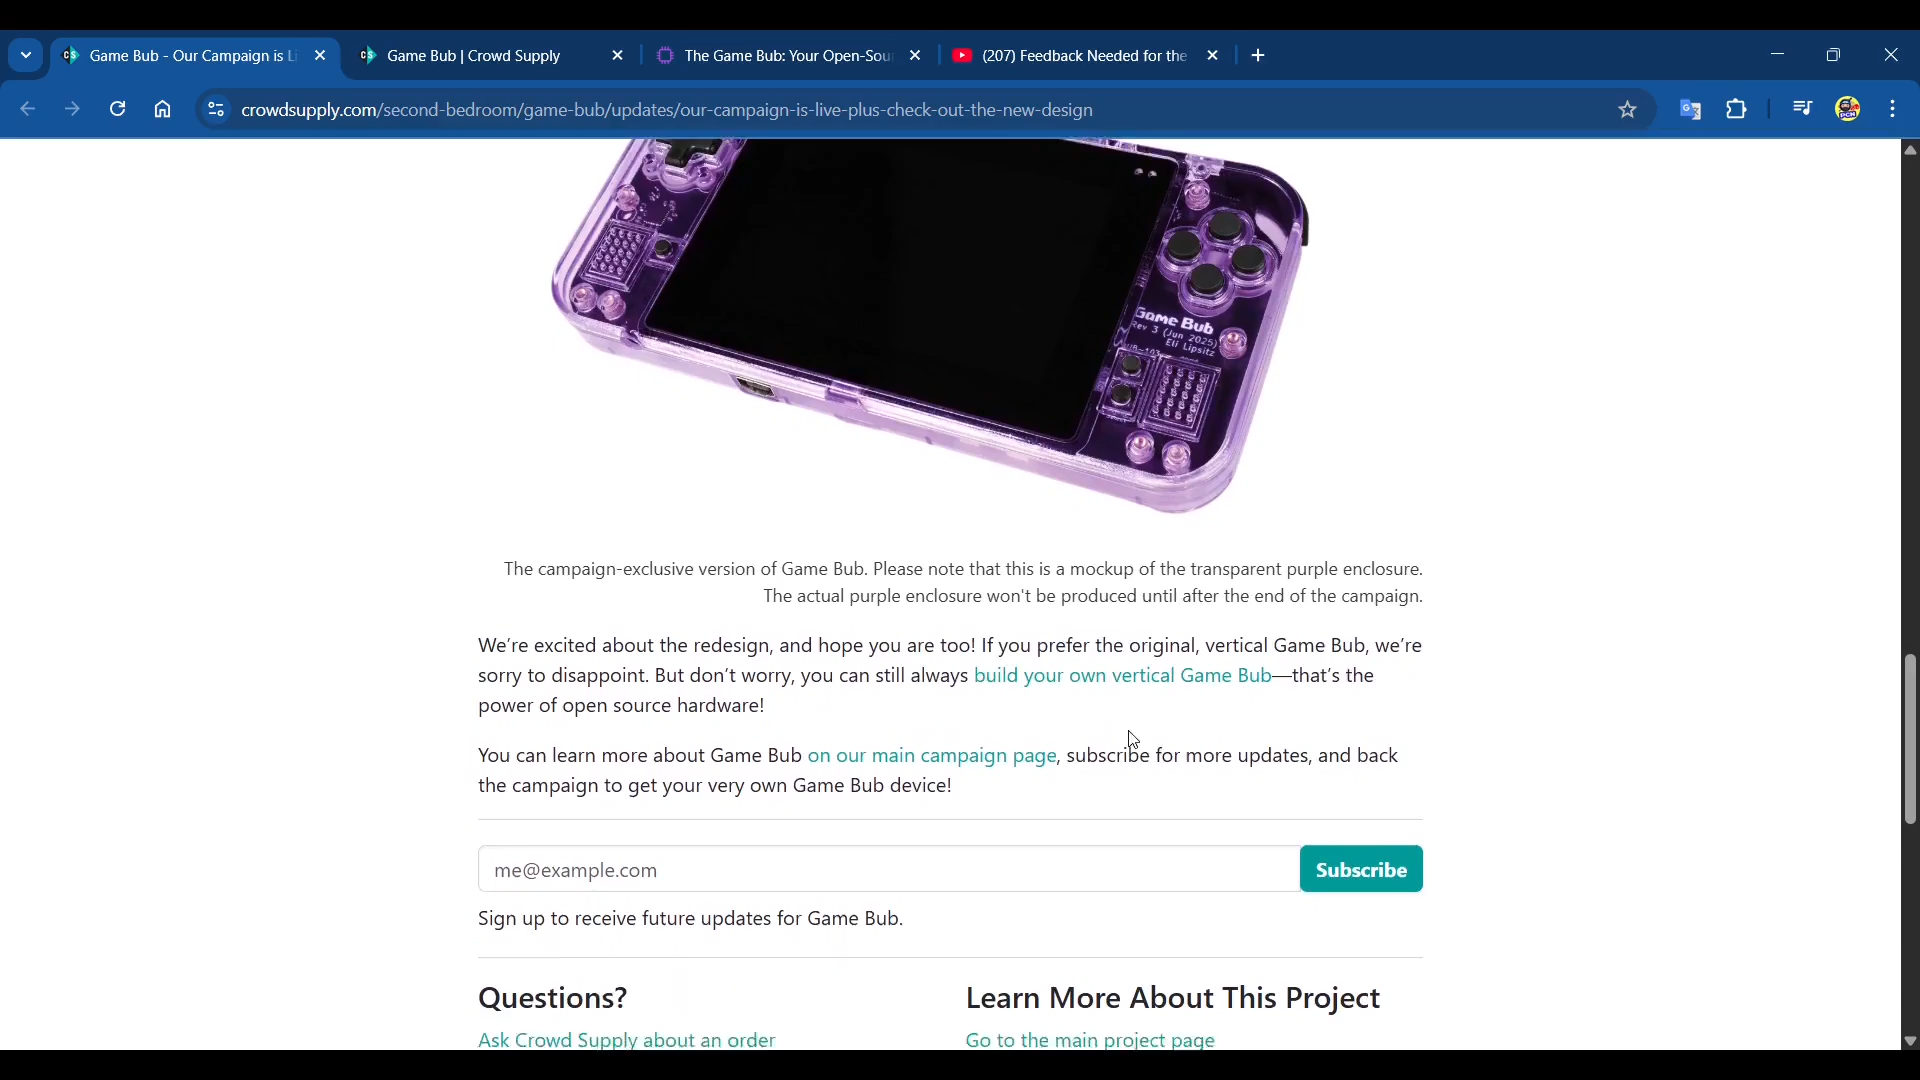 Game Bub - Our Campaign is Li
Game Bub | Crowd Supply
The Game Bub: Your Open-Sou
(207) Feedback Needed for the
crowdsupply.com/second-bedroom/game-bub/updates/our-campaign-is-live-plus-check-out-the-new-design
Game Bub
Rev 3 (Jun 2025)
Eli Lipsitz
The campaign-exclusive version of Game Bub. Please note that this is a mockup of the transparent purple enclosure.
The actual purple enclosure won't be produced until after the end of the campaign.
We’re excited about the redesign, and hope you are too! If you prefer the original, vertical Game Bub, we’re
sorry to disappoint. But don’t worry, you can still always build your own vertical Game Bub—that’s the
power of open source hardware!
You can learn more about Game Bub on our main campaign page, subscribe for more updates, and back
the campaign to get your very own Game Bub device!
me@example.com
Subscribe
Sign up to receive future updates for Game Bub.
Questions?
Learn More About This Project
Ask Crowd Supply about an order
Go to the main project page